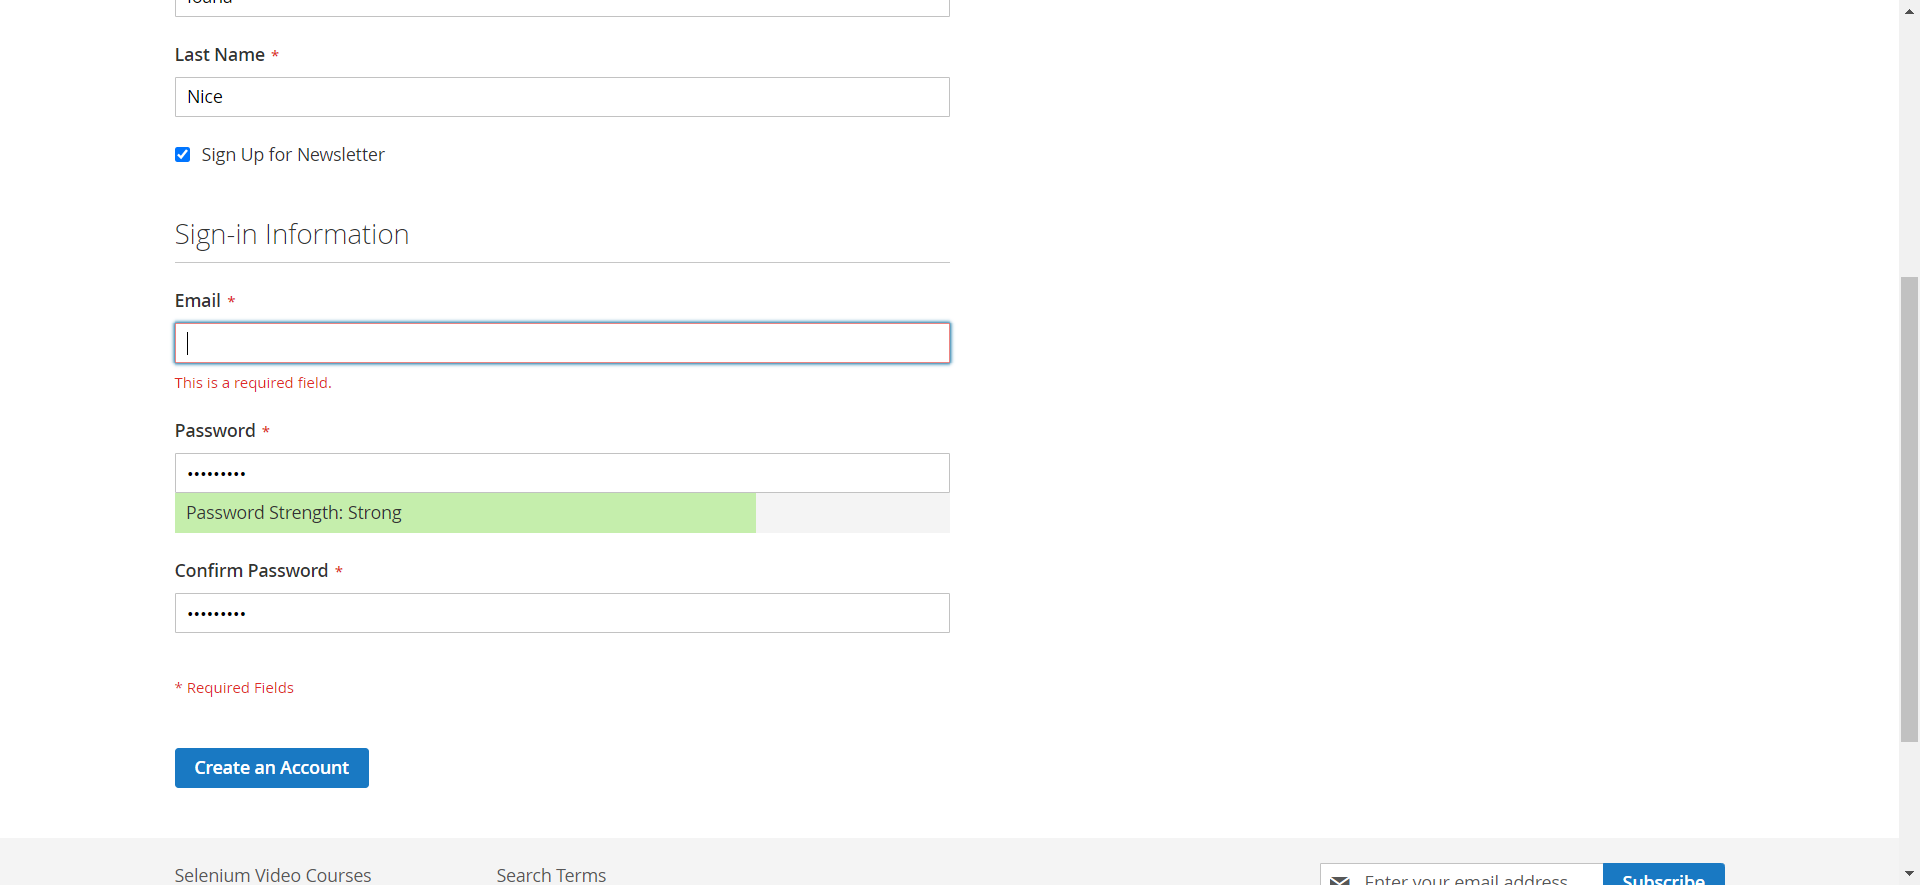 Last Name *
Nice
Sign Up for Newsletter
Sign-in Information
Email *
This is a required field.
Password *
•••••••••
Password Strength: Strong
Confirm Password *
•••••••••
* Required Fields
Create an Account
Selenium Video Courses
Search Terms
Enter your email address
Subscribe